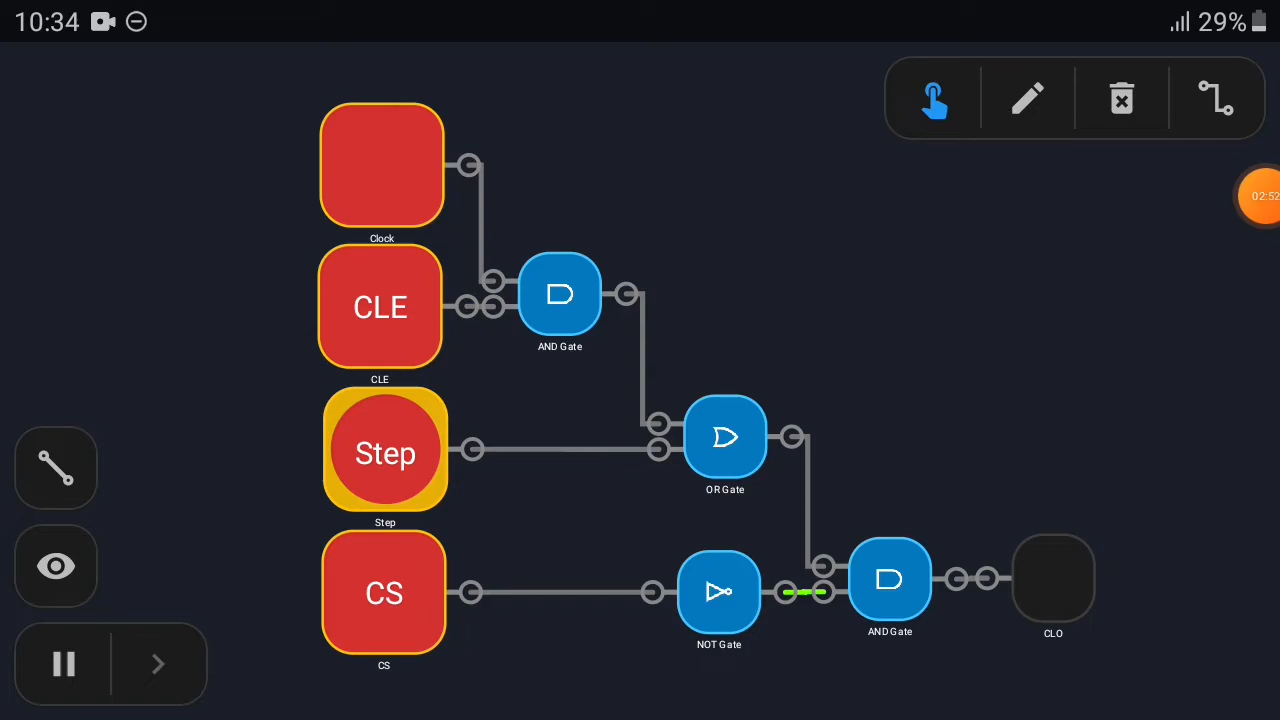 10:34
29%
02:52
Clock
CLE
AND Gate
CLE
Step
OR Gate
Step
CS
NOT Gate
AND Gate
CLO
CS